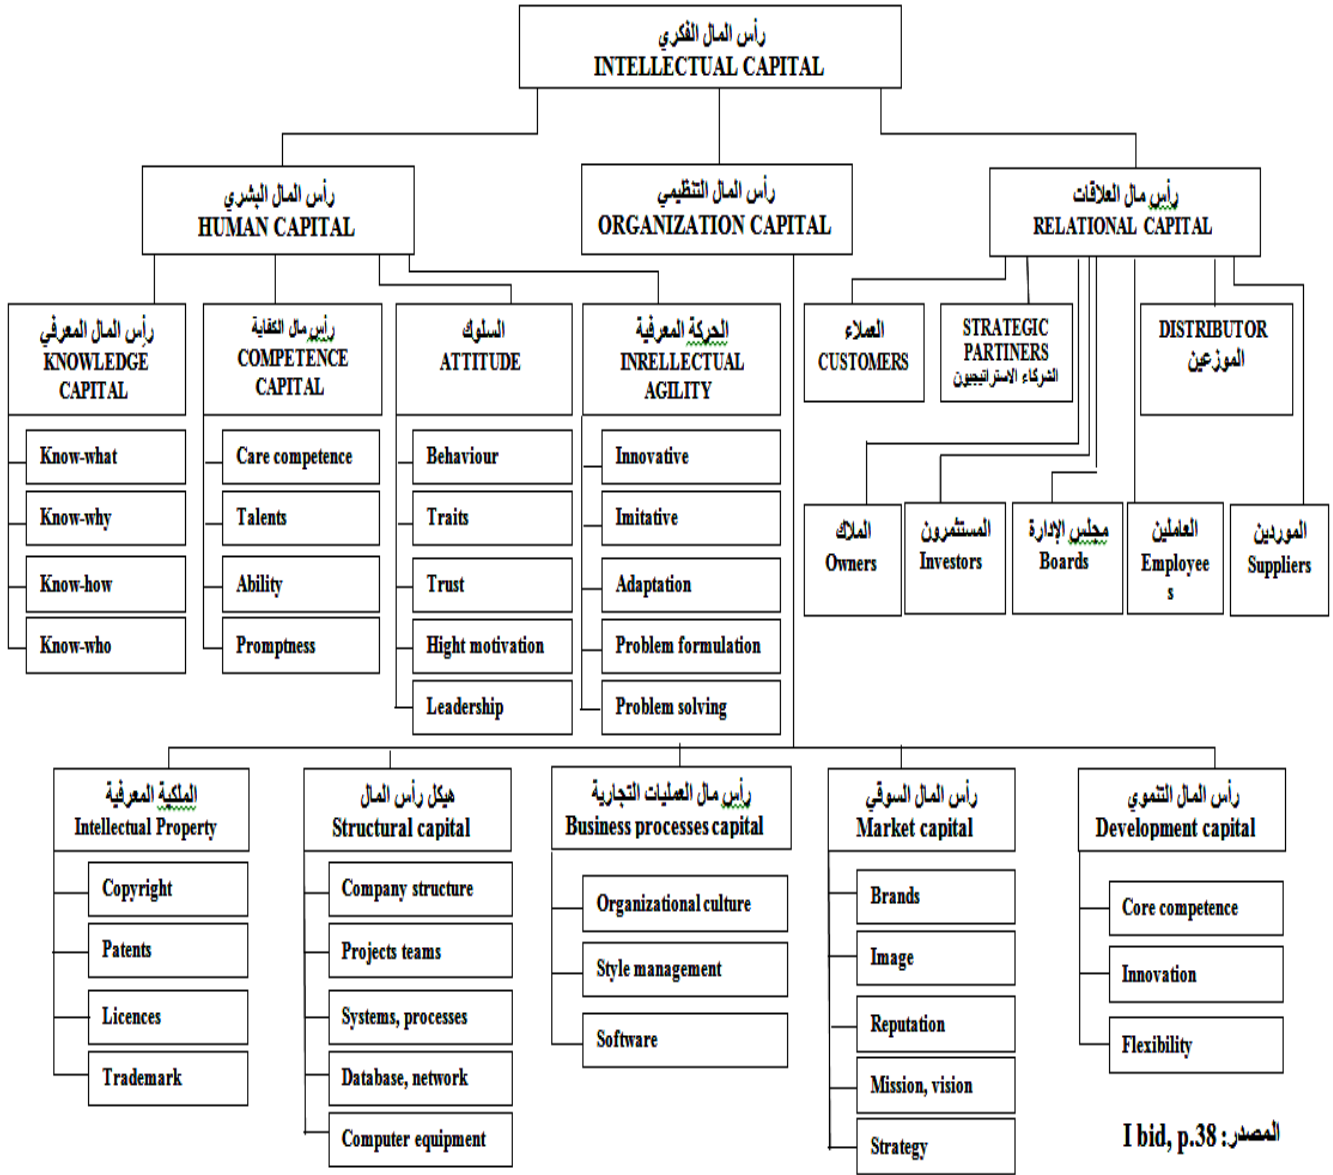 رأس المال الفكري
INTELLECTUAL CAPITAL
رأس المال البشري
HUMAN CAPITAL
رأس المال التنظيمي
ORGANIZATION CAPITAL
رأس مال العلاقات
RELATIONAL CAPITAL
رأس المال المعرفي
KNOWLEDGE
CAPITAL
رأس مال الكفاية
COMPETENCE
CAPITAL
السلوك
ATTITUDE
الحركة المعرفية
INRELLECTUAL
AGILITY
العملاء
CUSTOMERS
STRATEGIC
PARTINERS
الشركاء الاستراتيجيون
DISTRIBUTOR
الموزعين
Know-what
Know-why
Know-how
Know-who
Care competence
Talents
Ability
Promptness
Behaviour
Traits
Trust
Hight motivation
Leadership
Innovative
Imitative
Adaptation
Problem formulation
Problem solving
الملاك
Owners
المستثمرون
Investors
مجلس الإدارة
Boards
العاملين
Employee
s
الموردين
Suppliers
الملكية المعرفية
Intellectual Property
هيكل رأس المال
Structural capital
رأس مال العمليات التجارية
Business processes capital
رأس المال السوقي
Market capital
رأس المال التنموي
Development capital
Copyright
Patents
Licences
Trademark
Company structure
Projects teams
Systems, processes
Database, network
Computer equipment
Organizational culture
Style management
Software
Brands
Image
Reputation
Mission, vision
Strategy
Core competence
Innovation
Flexibility
المصدر: I bid, p.38